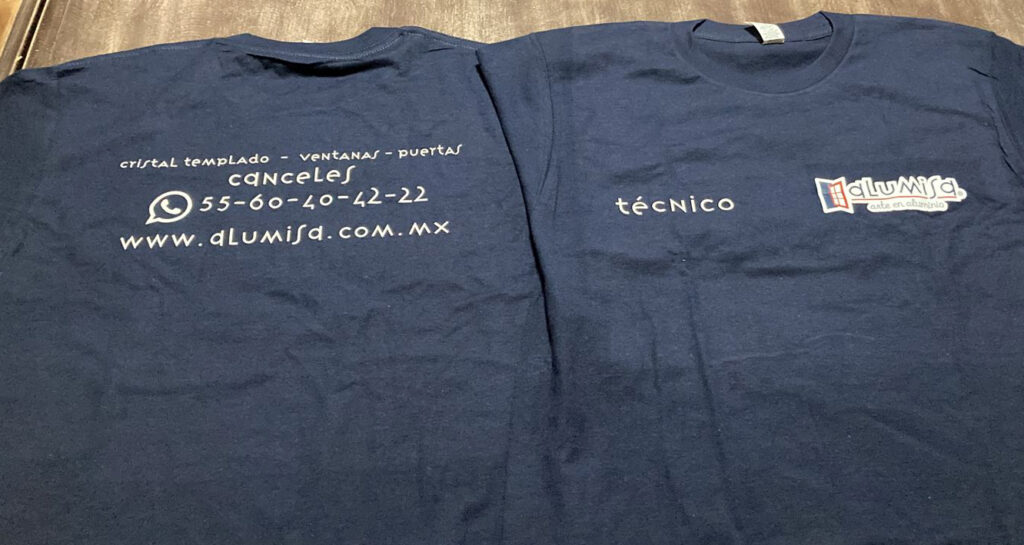 cristal templado - ventanas - puertas
canceles
55-60-40-42-22
www.alumisa.com.mx
técnico
alumisa®
arte en aluminio